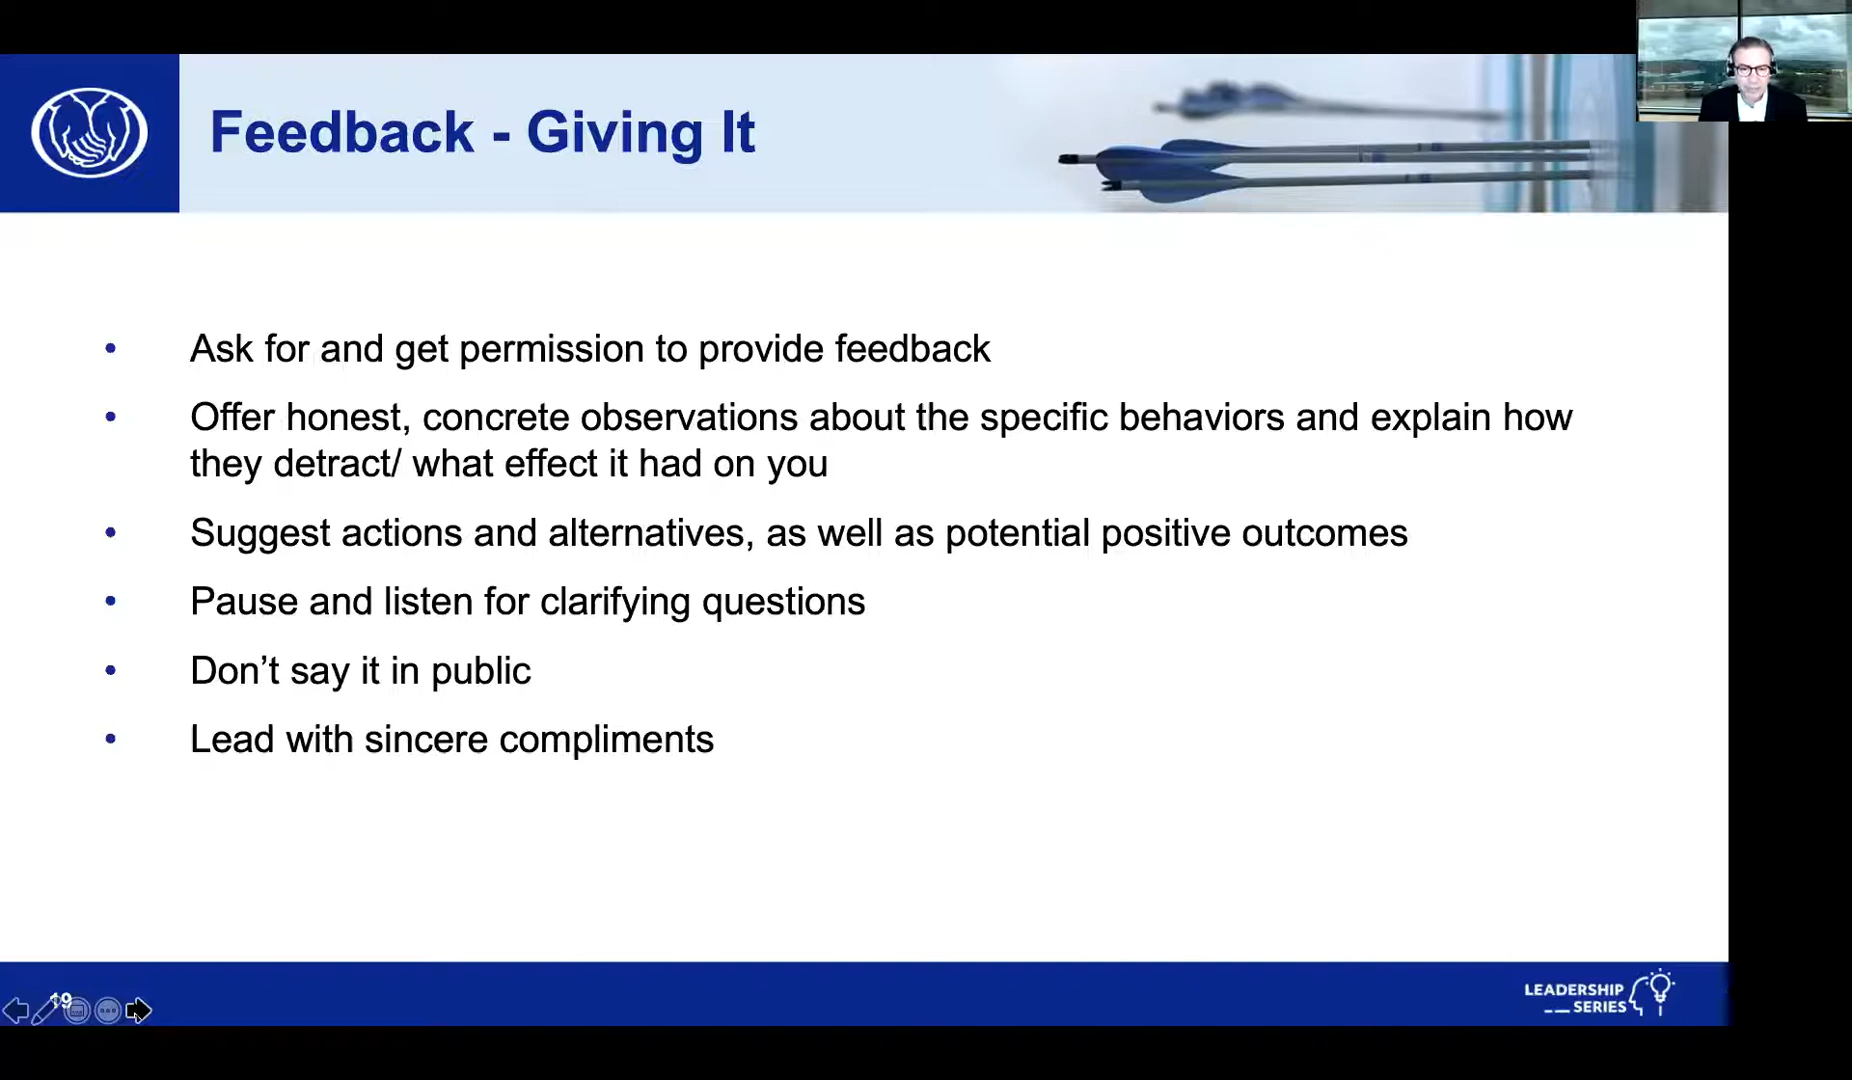 Feedback - Giving It
• Ask for and get permission to provide feedback
• Offer honest, concrete observations about the specific behaviors and explain how
they detract/ what effect it had on you
• Suggest actions and alternatives, as well as potential positive outcomes
• Pause and listen for clarifying questions
• Don’t say it in public
• Lead with sincere compliments
19
LEADERSHIP
SERIES